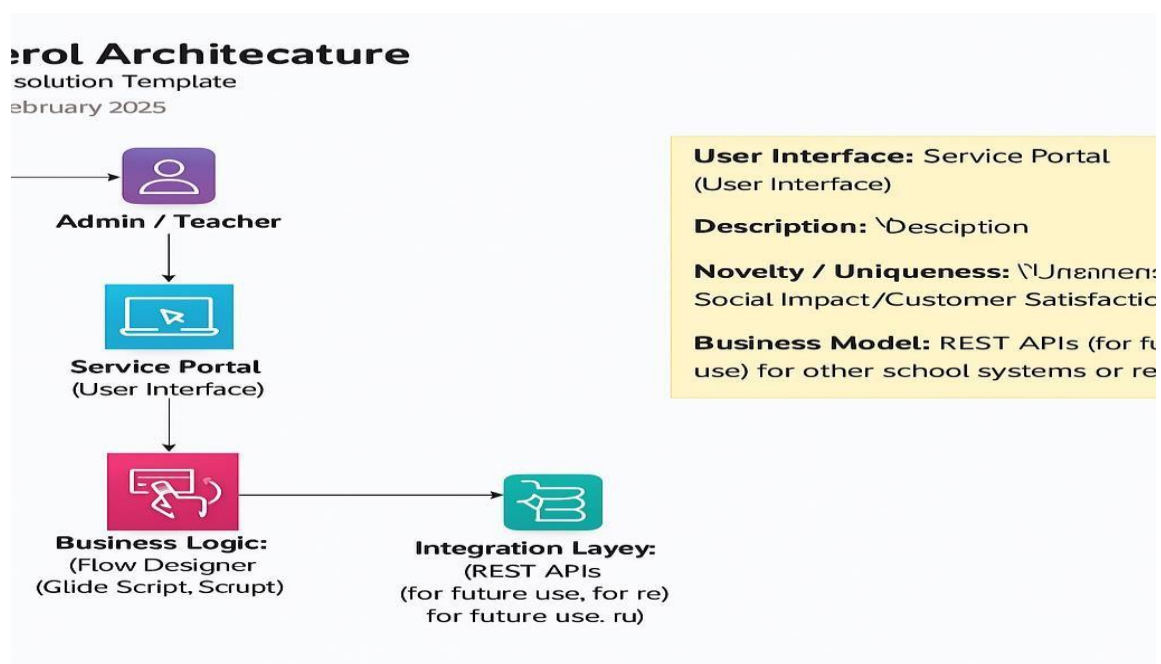 erol Architecature
solution Template
ebruary 2025
Admin / Teacher
Service Portal
(User Interface)
Business Logic:
(Flow Designer
(Glide Script, Scrupt)
Integration Layey:
(REST APIs
(for future use, for re)
for future use. ru)
User Interface: Service Portal
(User Interface)
Description: \Desciption
Novelty / Uniqueness:
Social Impact/Customer Satisfactio
Business Model: REST APIs (for fu
use) for other school systems or re